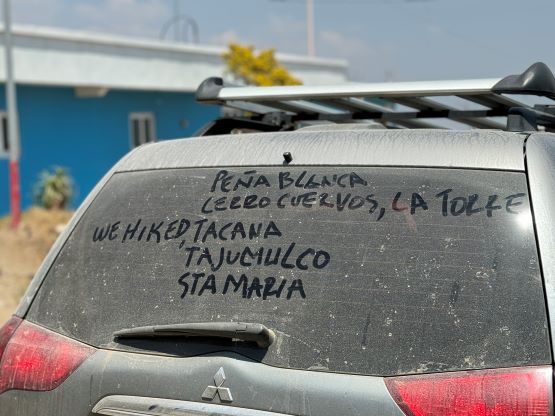 PEÑA BLANCA
CERRO CUERVOS, LA TORRE
WE HIKED, TACANA
TAJUMULCO
STA MARIA